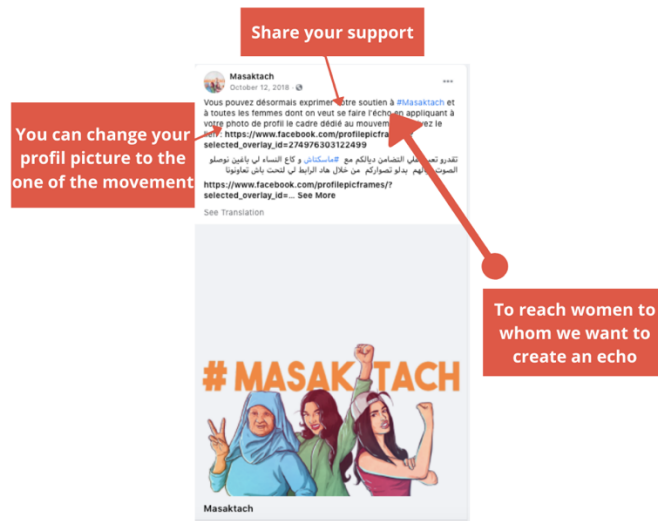 Share your support
Masaktach
October 12, 2018
You can change your
profil picture to the
one of the movement
Vous pouvez désormais exprimer votre soutien à #Masaktach et
à toutes les femmes dont on veut se faire l'écho en appliquant à
votre photo de profil le cadre dédié au mouvement
lien : https://www.facebook.com/profilepicfra
selected_overlay_id=274976303122499
تقدرو على التضامن ديالكم مع #ماسكتاش و كاع النساء لي باغين نوصلو
الصوت بدلو تصواركم من خلال هاد الرابط لي لتحت باش تعاونونا
https://www.facebook.com/profilepicframes/?
selected_overlay_id=... See More
See Translation
To reach women to
whom we want to
create an echo
# MASAKTACH
Masaktach